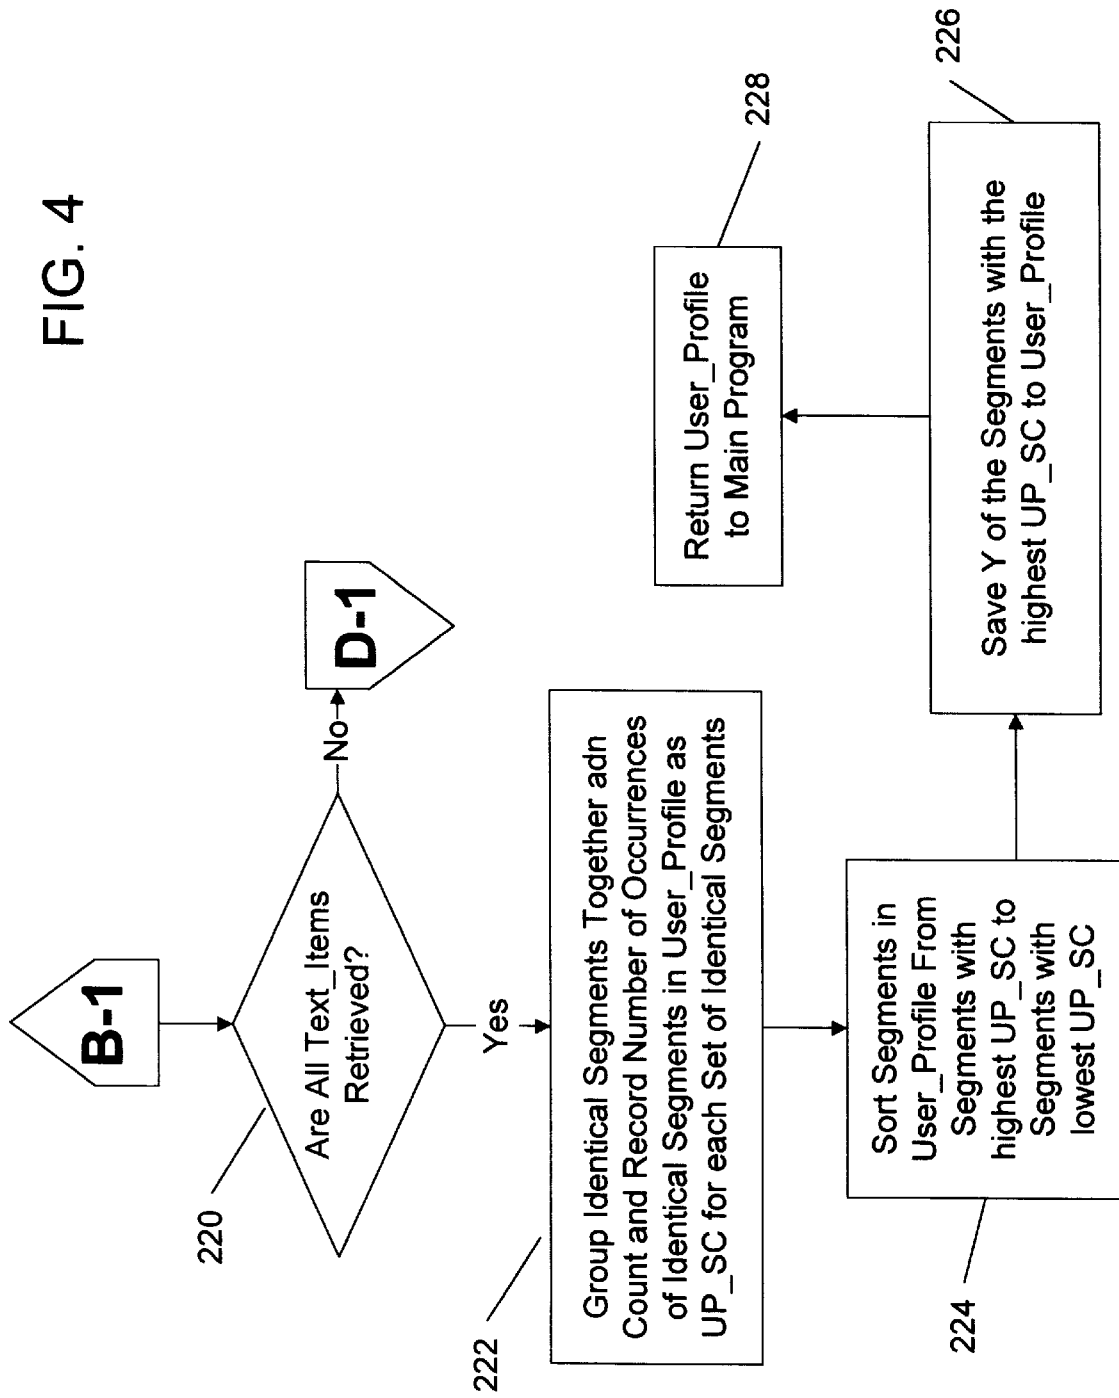 FIG. 4
B-1
220
Are All Text_Items
Retrieved?
No
D-1
Yes
222
Group Identical Segments Together adn
Count and Record Number of Occurrences
of Identical Segments in User_Profile as
UP_SC for each Set of Identical Segments
224
Sort Segments in
User_Profile From
Segments with
highest UP_SC to
Segments with
lowest UP_SC
226
Save Y of the Segments with the
highest UP_SC to User_Profile
228
Return User_Profile
to Main Program